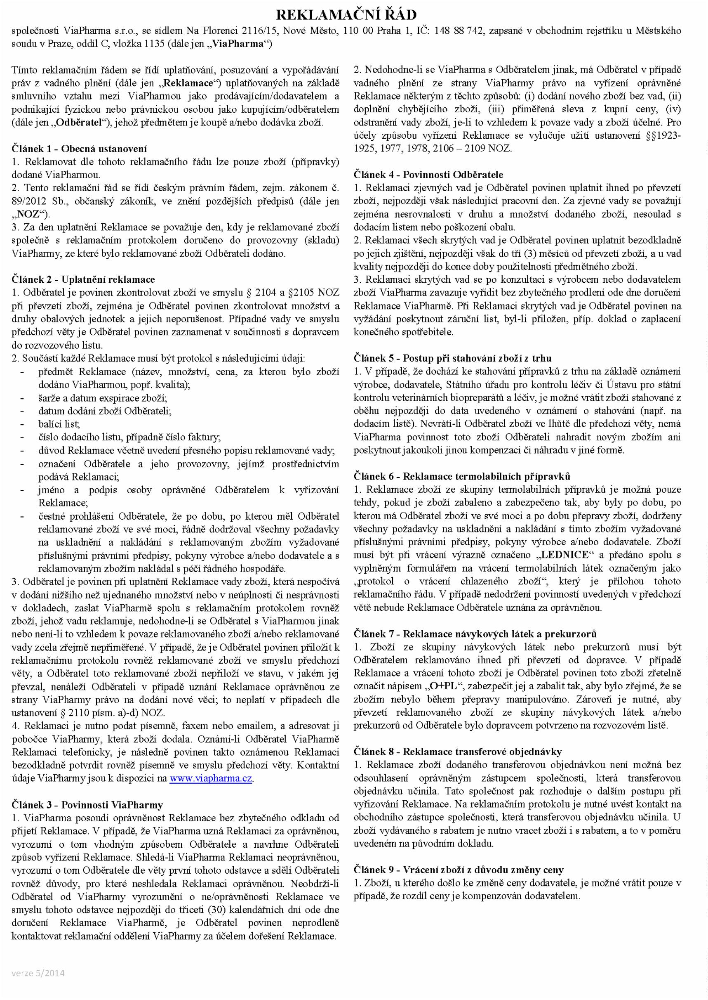 REKLAMAČNÍ ŘÁD
společnosti ViaPharma s.r.o., se sídlem Na Florenci 2116/15, Nové Město, 110 00 Praha 1, IČ: 148 88 742, zapsané v obchodním rejstříku u Městského
soudu v Praze, oddíl C, vložka 1135 (dále jen „ViaPharma“)
Tímto reklamačním řádem se řídí uplatňování, posuzování a vypořádávání
práv z vadného plnění (dále jen „Reklamace“) uplatňovaných na základě
smluvního vztahu mezi ViaPharmou jako prodávajícím/dodavatelem a
podnikající fyzickou nebo právnickou osobou jako kupujícím/odběratelem
(dále jen „Odběratel“), jehož předmětem je koupě a/nebo dodávka zboží.
Článek 1 - Obecná ustanovení
1. Reklamovat dle tohoto reklamačního řádu lze pouze zboží (přípravky)
dodané ViaPharmou.
2. Tento reklamační řád se řídí českým právním řádem, zejm. zákonem č.
89/2012 Sb., občanský zákoník, ve znění pozdějších předpisů (dále jen
„NOZ“).
3. Za den uplatnění Reklamace se považuje den, kdy je reklamované zboží
společně s reklamačním protokolem doručeno do provozovny (skladu)
ViaPharmy, ze které bylo reklamované zboží Odběrateli dodáno.
Článek 2 - Uplatnění reklamace
1. Odběratel je povinen zkontrolovat zboží ve smyslu § 2104 a §2105 NOZ
při převzetí zboží, zejména je Odběratel povinen zkontrolovat množství a
druhy obalových jednotek a jejich neporušenost. Případné vady ve smyslu
předchozí věty je Odběratel povinen zaznamenat v součinnosti s dopravcem
do rozvozového listu.
2. Součástí každé Reklamace musí být protokol s následujícími údaji:
- předmět Reklamace (název, množství, cena, za kterou bylo zboží
dodáno ViaPharmou, popř. kvalita);
- šarže a datum exspirace zboží;
- datum dodání zboží Odběrateli;
- balící list;
- číslo dodacího listu, případně číslo faktury;
- důvod Reklamace včetně uvedení přesného popisu reklamované vady;
- označení Odběratele a jeho provozovny, jejímž prostřednictvím
podává Reklamaci;
- jméno a podpis osoby oprávněné Odběratelem k vyřizování
Reklamace;
- čestné prohlášení Odběratele, že po dobu, po kterou měl Odběratel
reklamované zboží ve své moci, řádně dodržoval všechny požadavky
na uskladnění a nakládání s reklamovaným zbožím vyžadované
příslušnými právními předpisy, pokyny výrobce a/nebo dodavatele a s
reklamovaným zbožím nakládal s péčí řádného hospodáře.
3. Odběratel je povinen při uplatnění Reklamace vady zboží, která nespočívá
v dodání nižšího než ujednaného množství nebo v neúplnosti či nesprávnosti
v dokladech, zaslat ViaPharmě spolu s reklamačním protokolem rovněž
zboží, jehož vadu reklamuje, nedohodne-li se Odběratel s ViaPharmou jinak
nebo není-li to vzhledem k povaze reklamovaného zboží a/nebo reklamované
vady zcela zřejmě nepřiměřené. V případě, že je Odběratel povinen přiložit k
reklamačnímu protokolu rovněž reklamované zboží ve smyslu předchozí
věty, a Odběratel toto reklamované zboží nepřiloží ve stavu, v jakém jej
převzal, nenáleží Odběrateli v případě uznání Reklamace oprávněnou ze
strany ViaPharmy právo na dodání nové věci; to neplatí v případech dle
ustanovení § 2110 písm. a)-d) NOZ.
4. Reklamaci je nutno podat písemně, faxem nebo emailem, a adresovat ji
pobočce ViaPharmy, která zboží dodala. Oznámí-li Odběratel ViaPharmě
Reklamaci telefonicky, je následně povinen takto oznámenou Reklamaci
bezodkladně potvrdit rovněž písemně ve smyslu předchozí věty. Kontaktní
údaje ViaPharmy jsou k dispozici na www.viapharma.cz.
Článek 3 - Povinnosti ViaPharmy
1. ViaPharma posoudí oprávněnost Reklamace bez zbytečného odkladu od
přijetí Reklamace. V případě, že ViaPharma uzná Reklamaci za oprávněnou,
vyrozumí o tom vhodným způsobem Odběratele a navrhne Odběrateli
způsob vyřízení Reklamace. Shledá-li ViaPharma Reklamaci neoprávněnou,
vyrozumí o tom Odběratele dle věty první tohoto odstavce a sdělí Odběrateli
rovněž důvody, pro které neshledala Reklamaci oprávněnou. Neobdrží-li
Odběratel od ViaPharmy vyrozumění o ne/oprávněnosti Reklamace ve
smyslu tohoto odstavce nejpozději do třiceti (30) kalendářních dní ode dne
doručení Reklamace ViaPharmě, je Odběratel povinen neprodleně
kontaktovat reklamační oddělení ViaPharmy za účelem dořešení Reklamace.
2. Nedohodne-li se ViaPharma s Odběratelem jinak, má Odběratel v případě
vadného plnění ze strany ViaPharmy právo na vyřízení oprávněné
Reklamace některým z těchto způsobů: (i) dodání nového zboží bez vad, (ii)
doplnění chybějícího zboží, (iii) přiměřená sleva z kupní ceny, (iv)
odstranění vady zboží, je-li to vzhledem k povaze vady a zboží účelné. Pro
účely způsobu vyřízení Reklamace se vylučuje užití ustanovení §§1923-
1925, 1977, 1978, 2106 – 2109 NOZ.
Článek 4 - Povinnosti Odběratele
1. Reklamaci zjevných vad je Odběratel povinen uplatnit ihned po převzetí
zboží, nejpozději však následující pracovní den. Za zjevné vady se považují
zejména nesrovnalosti v druhu a množství dodaného zboží, nesoulad s
dodacím listem nebo poškození obalu.
2. Reklamaci všech skrytých vad je Odběratel povinen uplatnit bezodkladně
po jejich zjištění, nejpozději však do tří (3) měsíců od převzetí zboží, a u vad
kvality nejpozději do konce doby použitelnosti předmětného zboží.
3. Reklamaci skrytých vad se po konzultaci s výrobcem nebo dodavatelem
zboží ViaPharma zavazuje vyřídit bez zbytečného prodlení ode dne doručení
Reklamace ViaPharmě. Při Reklamaci skrytých vad je Odběratel povinen na
vyžádání poskytnout záruční list, byl-li přiložen, příp. doklad o zaplacení
konečného spotřebitele.
Článek 5 - Postup při stahování zboží z trhu
1. V případě, že dochází ke stahování přípravků z trhu na základě oznámení
výrobce, dodavatele, Státního úřadu pro kontrolu léčiv či Ústavu pro státní
kontrolu veterinárních biopreparátů a léčiv, je možné vrátit zboží stahované z
oběhu nejpozději do data uvedeného v oznámení o stahování (např. na
dodacím listě). Nevrátí-li Odběratel zboží ve lhůtě dle předchozí věty, nemá
ViaPharma povinnost toto zboží Odběrateli nahradit novým zbožím ani
poskytnout jakoukoli jinou kompenzaci či náhradu v jiné formě.
Článek 6 - Reklamace termolabilních přípravků
1. Reklamace zboží ze skupiny termolabilních přípravků je možná pouze
tehdy, pokud je zboží zabaleno a zabezpečeno tak, aby byly po dobu, po
kterou má Odběratel zboží ve své moci a po dobu přepravy zboží, dodrženy
všechny požadavky na uskladnění a nakládání s tímto zbožím vyžadované
příslušnými právními předpisy, pokyny výrobce a/nebo dodavatele. Zboží
musí být při vrácení výrazně označeno „LEDNICE“ a předáno spolu s
vyplněným formulářem na vrácení termolabilních látek označeným jako
„protokol o vrácení chlazeného zboží“, který je přílohou tohoto
reklamačního řádu. V případě nedodržení povinností uvedených v předchozí
větě nebude Reklamace Odběratele uznána za oprávněnou.
Článek 7 - Reklamace návykových látek a prekurzorů
1. Zboží ze skupiny návykových látek nebo prekurzorů musí být
Odběratelem reklamováno ihned při převzetí od dopravce. V případě
Reklamace a vrácení tohoto zboží je Odběratel povinen toto zboží zřetelně
označit nápisem „O+PL“, zabezpečit jej a zabalit tak, aby bylo zřejmé, že se
zbožím nebylo během přepravy manipulováno. Zároveň je nutné, aby
převzetí reklamovaného zboží ze skupiny návykových látek a/nebo
prekurzorů od Odběratele bylo dopravcem potvrzeno na rozvozovém listě.
Článek 8 - Reklamace transferové objednávky
1. Reklamace zboží dodaného transferovou objednávkou není možná bez
odsouhlasení oprávněným zástupcem společnosti, která transferovou
objednávku učinila. Tato společnost pak rozhoduje o dalším postupu při
vyřizování Reklamace. Na reklamačním protokolu je nutné uvést kontakt na
obchodního zástupce společnosti, která transferovou objednávku učinila. U
zboží vydávaného s rabatem je nutno vracet zboží i s rabatem, a to v poměru
uvedeném na původním dokladu.
Článek 9 - Vrácení zboží z důvodu změny ceny
1. Zboží, u kterého došlo ke změně ceny dodavatele, je možné vrátit pouze v
případě, že rozdíl ceny je kompenzován dodavatelem.
verze 5/2014